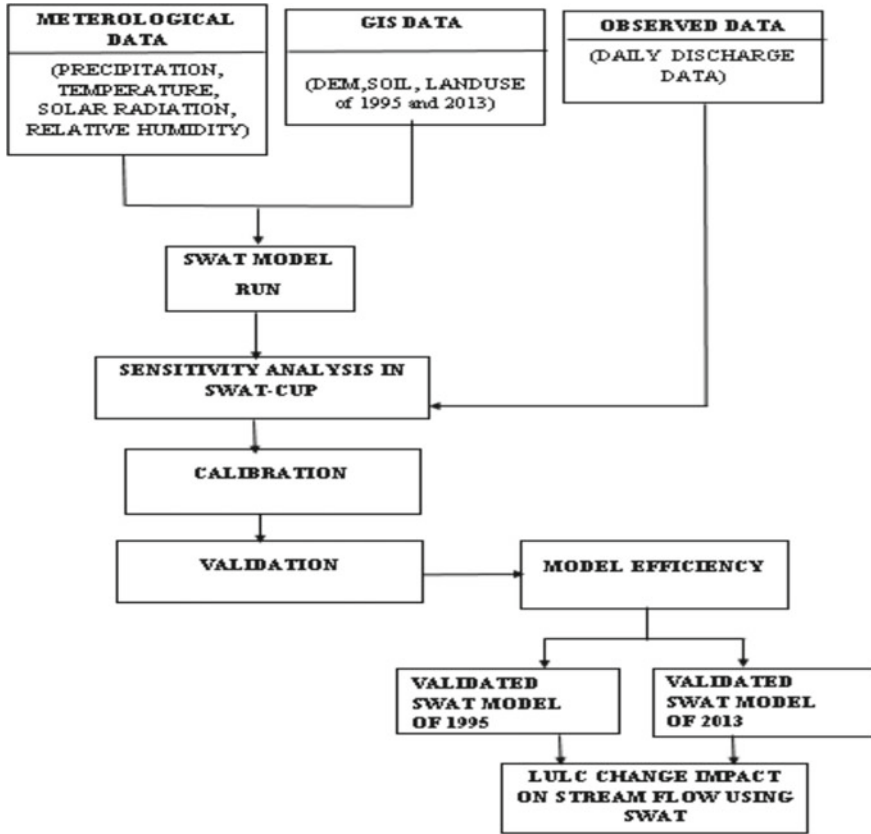 METEROLOGICAL
DATA
(PRECIPITATION,
TEMPERATURE,
SOLAR RADIATION,
RELATIVE HUMIDITY)
GIS DATA
(DEM,SOIL, LANDUSE
of 1995 and 2013)
OBSERVED DATA
(DAILY DISCHARGE
DATA)
SWAT MODEL
RUN
SENSITIVITY ANALYSIS IN
SWAT-CUP
CALIBRATION
VALIDATION
MODEL EFFICIENCY
VALIDATED
SWAT MODEL
OF 1995
VALIDATED
SWAT MODEL
OF 2013
LULC CHANGE IMPACT
ON STREAM FLOW USING
SWAT